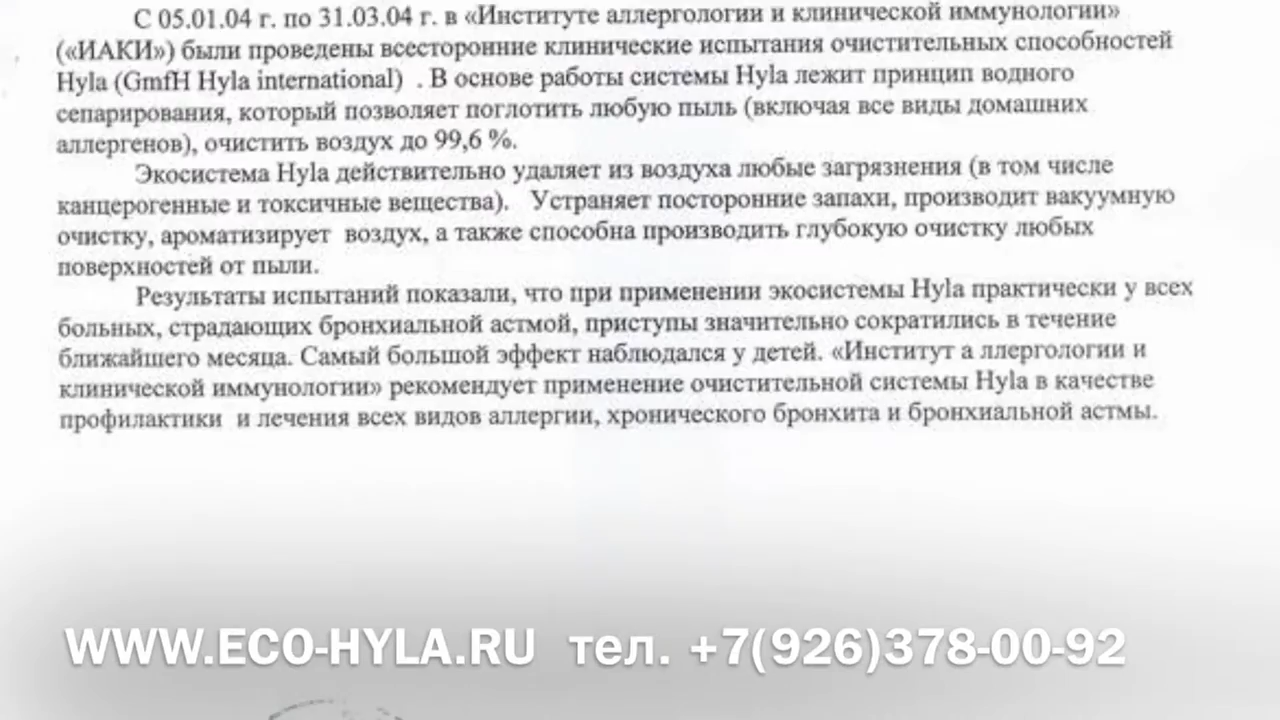 С 05.01.04 г. по 31.03.04 г. в «Институте аллергологии и клинической иммунологии»
(«ИАКИ») были проведены всесторонние клинические испытания очистительных способностей
Hyla (GmfH Hyla international)  . В основе работы системы Hyla лежит принцип водного
сепарирования, который позволяет поглотить любую пыль (включая все виды домашних
аллергенов), очистить воздух до 99,6 %.
Экосистема Hyla действительно удаляет из воздуха любые загрязнения (в том числе
канцерогенные и токсичные вещества).   Устраняет посторонние запахи, производит вакуумную
очистку, ароматизирует  воздух, а также способна производить глубокую очистку любых
поверхностей от пыли.
Результаты испытаний показали, что при применении экосистемы Hyla практически у всех
больных, страдающих бронхиальной астмой, приступы значительно сократились в течение
ближайшего месяца. Самый большой эффект наблюдался у детей. «Институт а ллергологии и
клинической иммунологии» рекомендует применение очистительной системы Hyla в качестве
профилактики  и лечения всех видов аллергии, хронического бронхита и бронхиальной астмы.
WWW.ECO-HYLA.RU  тел. +7(926)378-00-92